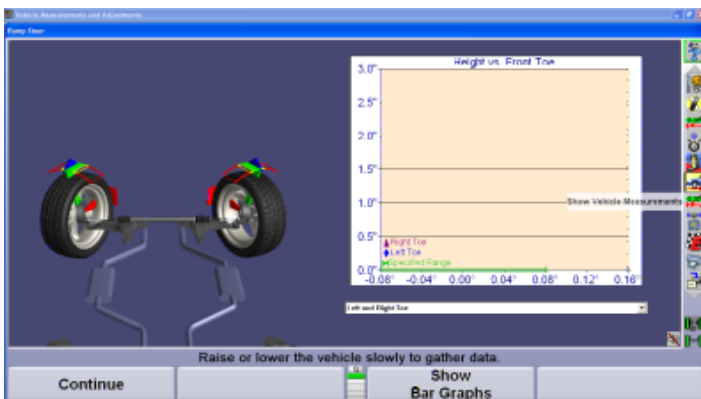 Vehicle Measurements and Adjustments
Bump Steer
Height vs. Front Toe
3.0"
2.5"
2.0"
1.5"
1.0"
0.5"
0.0"
Right Toe
Left Toe
Specified Range
-0.08° -0.04° 0.00° 0.04° 0.08° 0.12° 0.16°
Show Vehicle Measurements
Left and Right Toe
Raise or lower the vehicle slowly to gather data.
Continue
Show
Bar Graphs